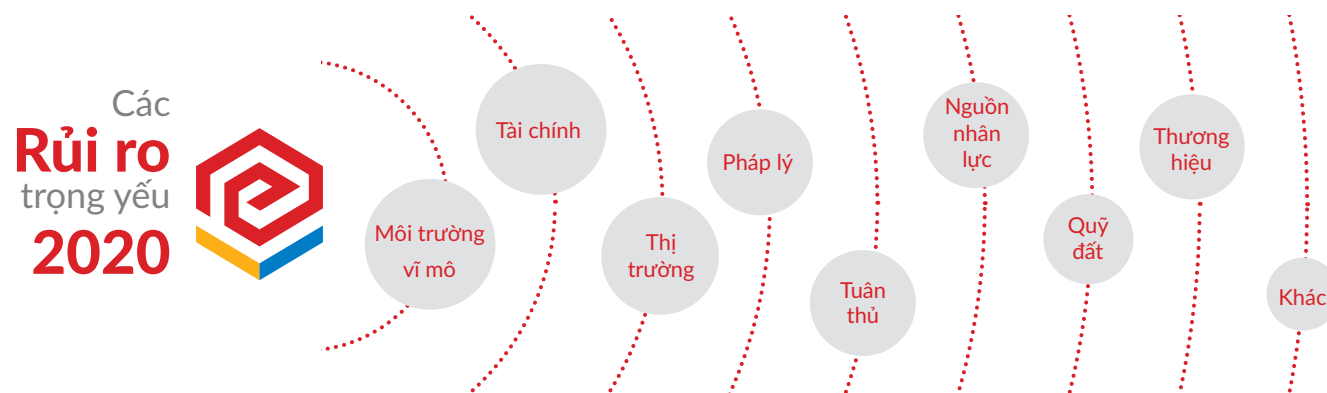 Các
Rủi ro
trọng yếu
2020
Môi trường
vĩ mô
Tài chính
Thị
trường
Pháp lý
Tuân
thủ
Nguồn
nhân
lực
Quỹ
đất
Thương
hiệu
Khác